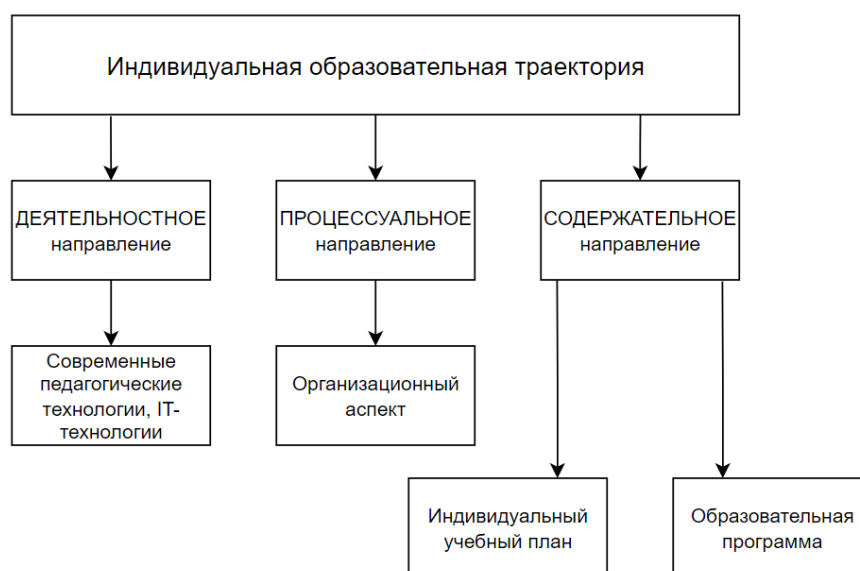 Индивидуальная образовательная траектория
ДЕЯТЕЛЬНОСТНОЕ
направление
ПРОЦЕССУАЛЬНОЕ
направление
СОДЕРЖАТЕЛЬНОЕ
направление
Современные
педагогические
технологии, IT-
технологии
Организационный
аспект
Индивидуальный
учебный план
Образовательная
программа